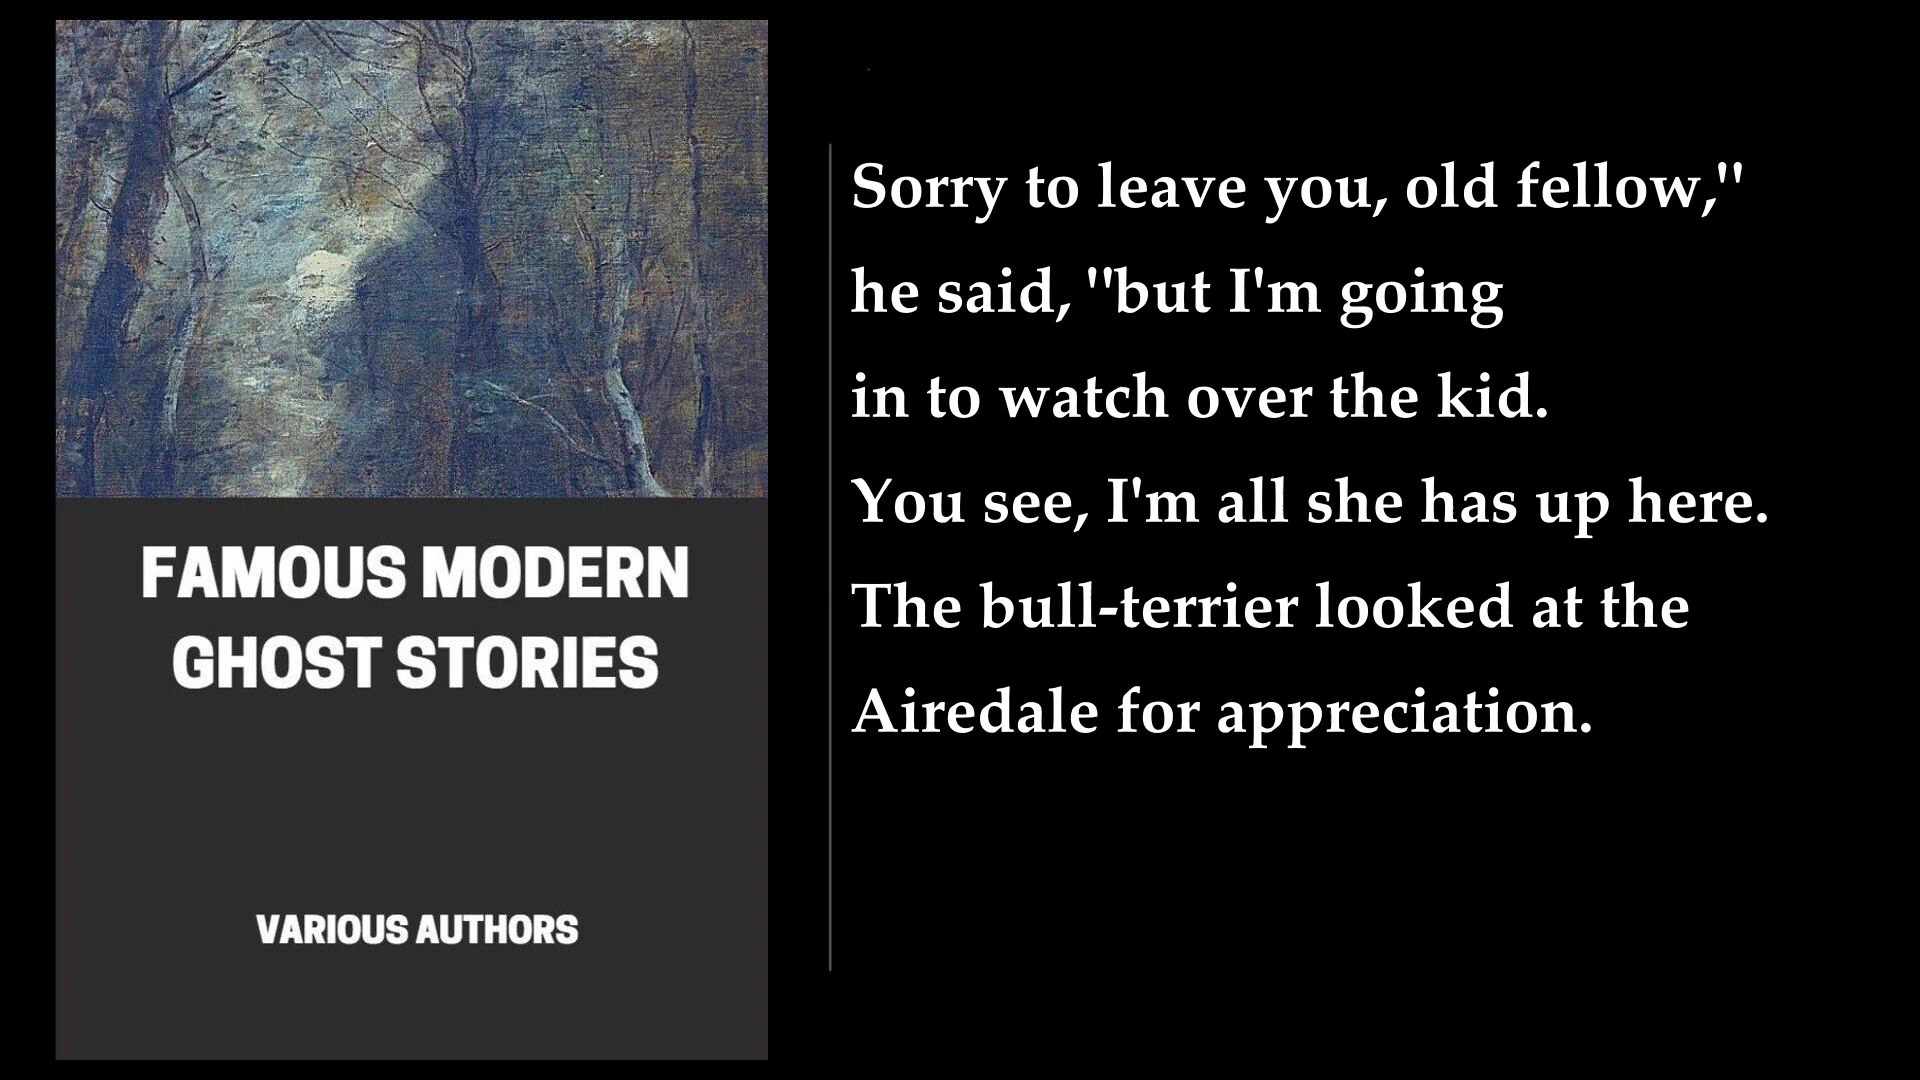 FAMOUS MODERN
GHOST STORIES
VARIOUS AUTHORS
Sorry to leave you, old fellow,"
he said, "but I'm going
in to watch over the kid.
You see, I'm all she has up here.
The bull-terrier looked at the
Airedale for appreciation.